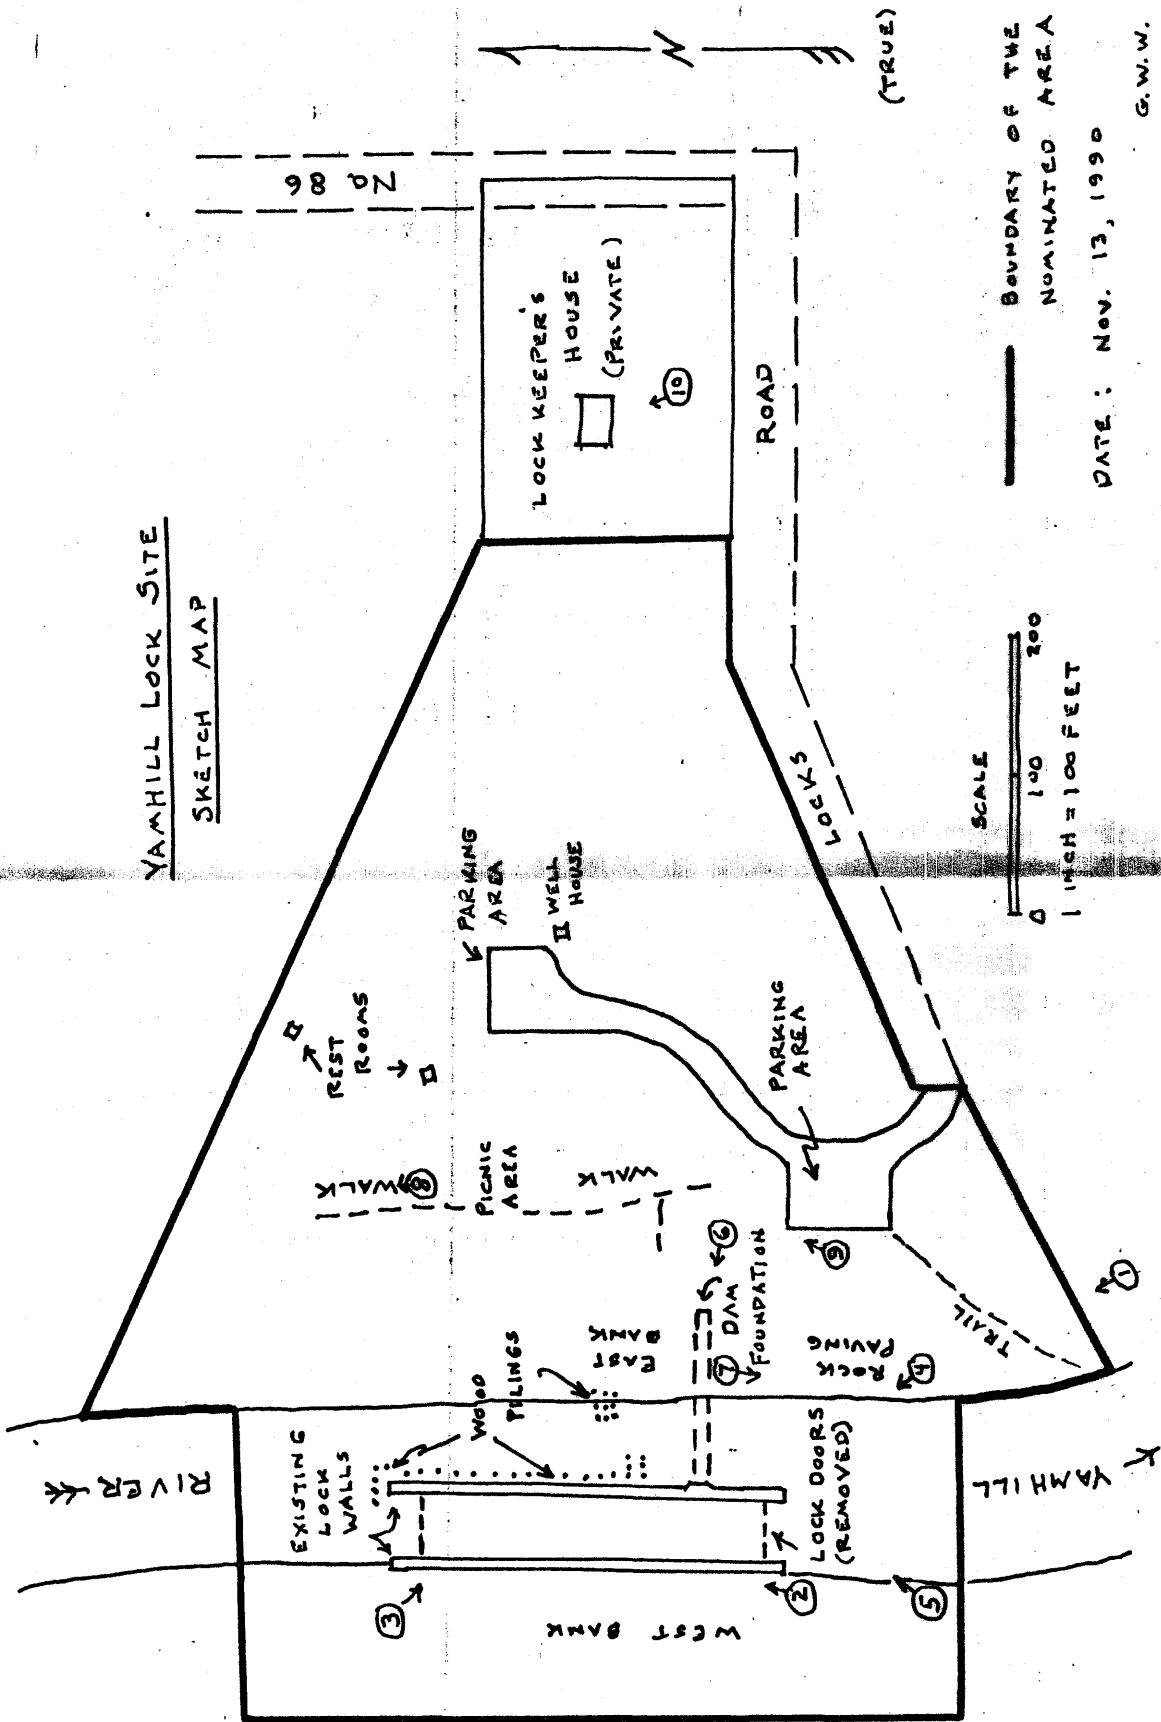 YAMHILL LOCK SITE
SKETCH MAP
98 PZ
N
(TRUE)
LOCK KEEPER'S
HOUSE
(PRIVATE)
10
ROAD
LOCKS
PARKING
AREA
WELL
HOUSE
REST
ROOMS
PARKING
AREA
WALK
8
PICNIC
AREA
WALK
6
DAM
FOUNDATION
7
9
EAST
BANK
WOOD
PILINGS
ROCK
PAVING
4
TRAIL
1
RIVER
EXISTING
LOCK
WALLS
LOCK DOORS
(REMOVED)
YAMHILL
3
2
5
WEST BANK
SCALE
0 100 200
1 INCH = 100 FEET
BOUNDARY OF THE
NOMINATED AREA
DATE: NOV. 13, 1990
G.W.W.